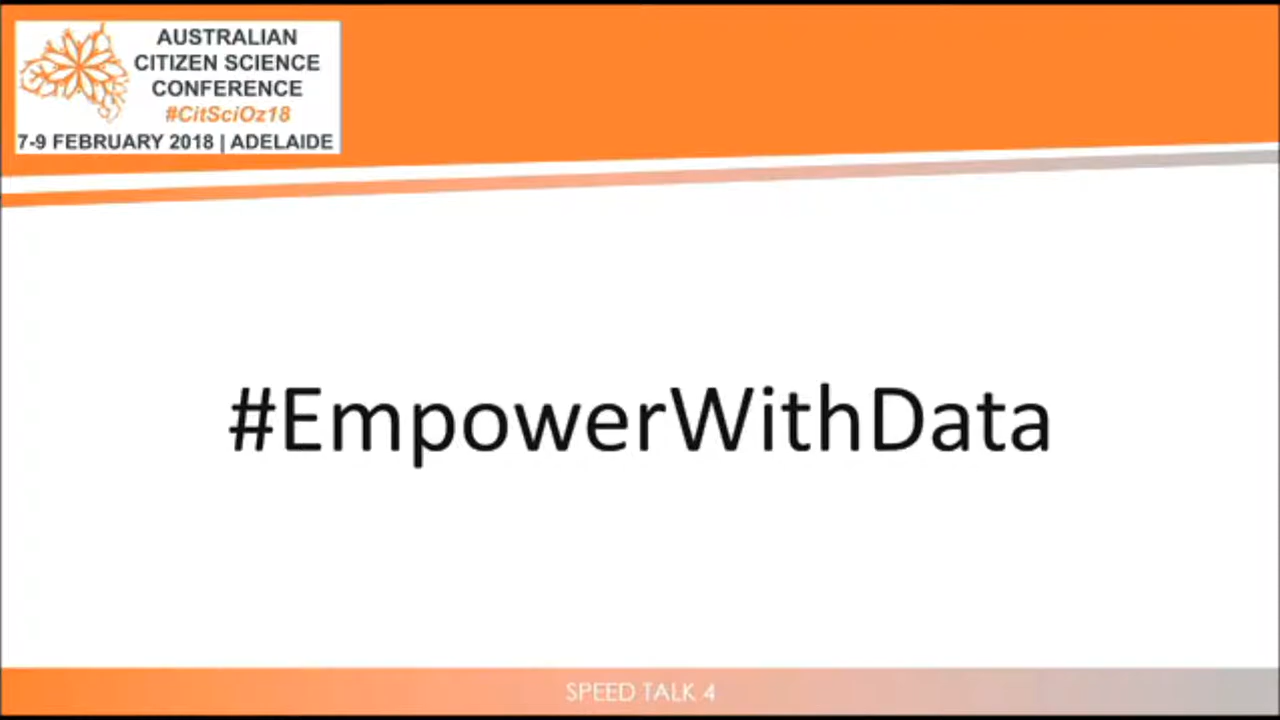 AUSTRALIAN
CITIZEN SCIENCE
CONFERENCE
#CitSciOz18
7-9 FEBRUARY 2018 | ADELAIDE
#EmpowerWithData
SPEED TALK 4